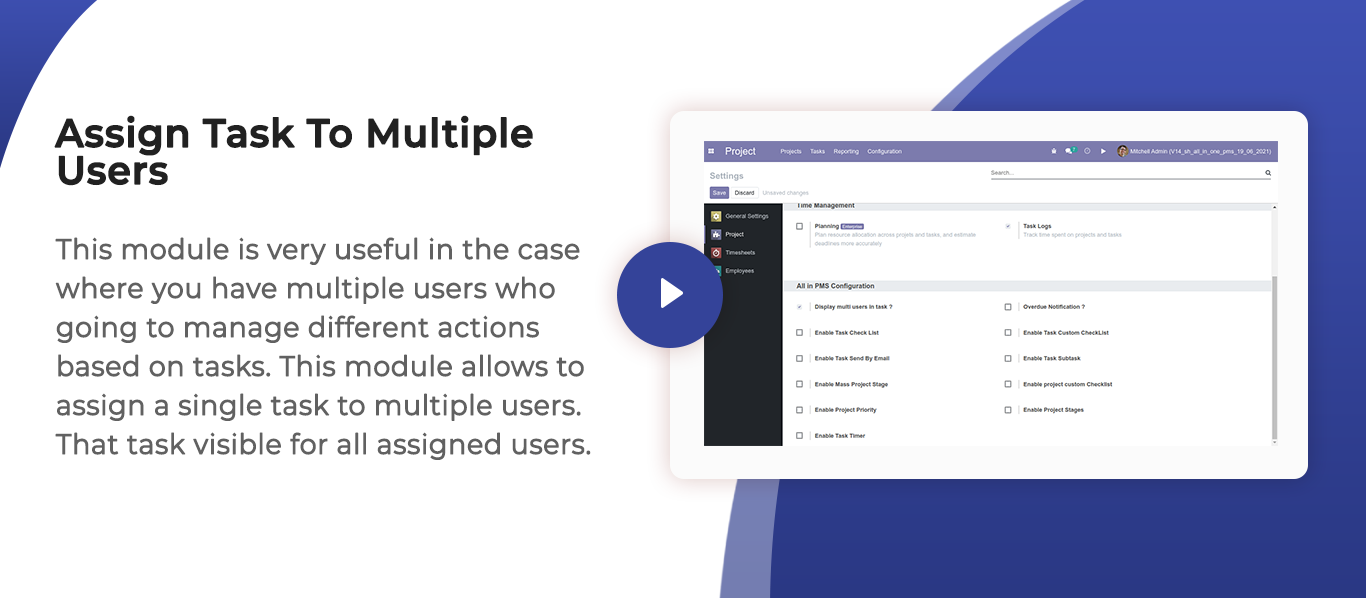 Assign Task To Multiple
Users
This module is very useful in the case
where you have multiple users who
going to manage different actions
based on tasks. This module allows to
assign a single task to multiple users.
That task visible for all assigned users.
Project Projects Tasks Reporting Configuration Mitchell Admin (V14_sh_all_in_one_pms_19_06_2021)
Settings Search...
Save Discard Unsaved changes
General Settings
Project
Timesheets
Employees
Time Management
Planning Enterprise
Plan resource allocation across projets and tasks, and estimate
deadlines more accurately
Task Logs
Track time spent on projects and tasks
All in PMS Configuration
Display multi users in task ? Overdue Notification ?
Enable Task Check List Enable Task Custom CheckList
Enable Task Send By Email Enable Task Subtask
Enable Mass Project Stage Enable project custom Checklist
Enable Project Priority Enable Project Stages
Enable Task Timer